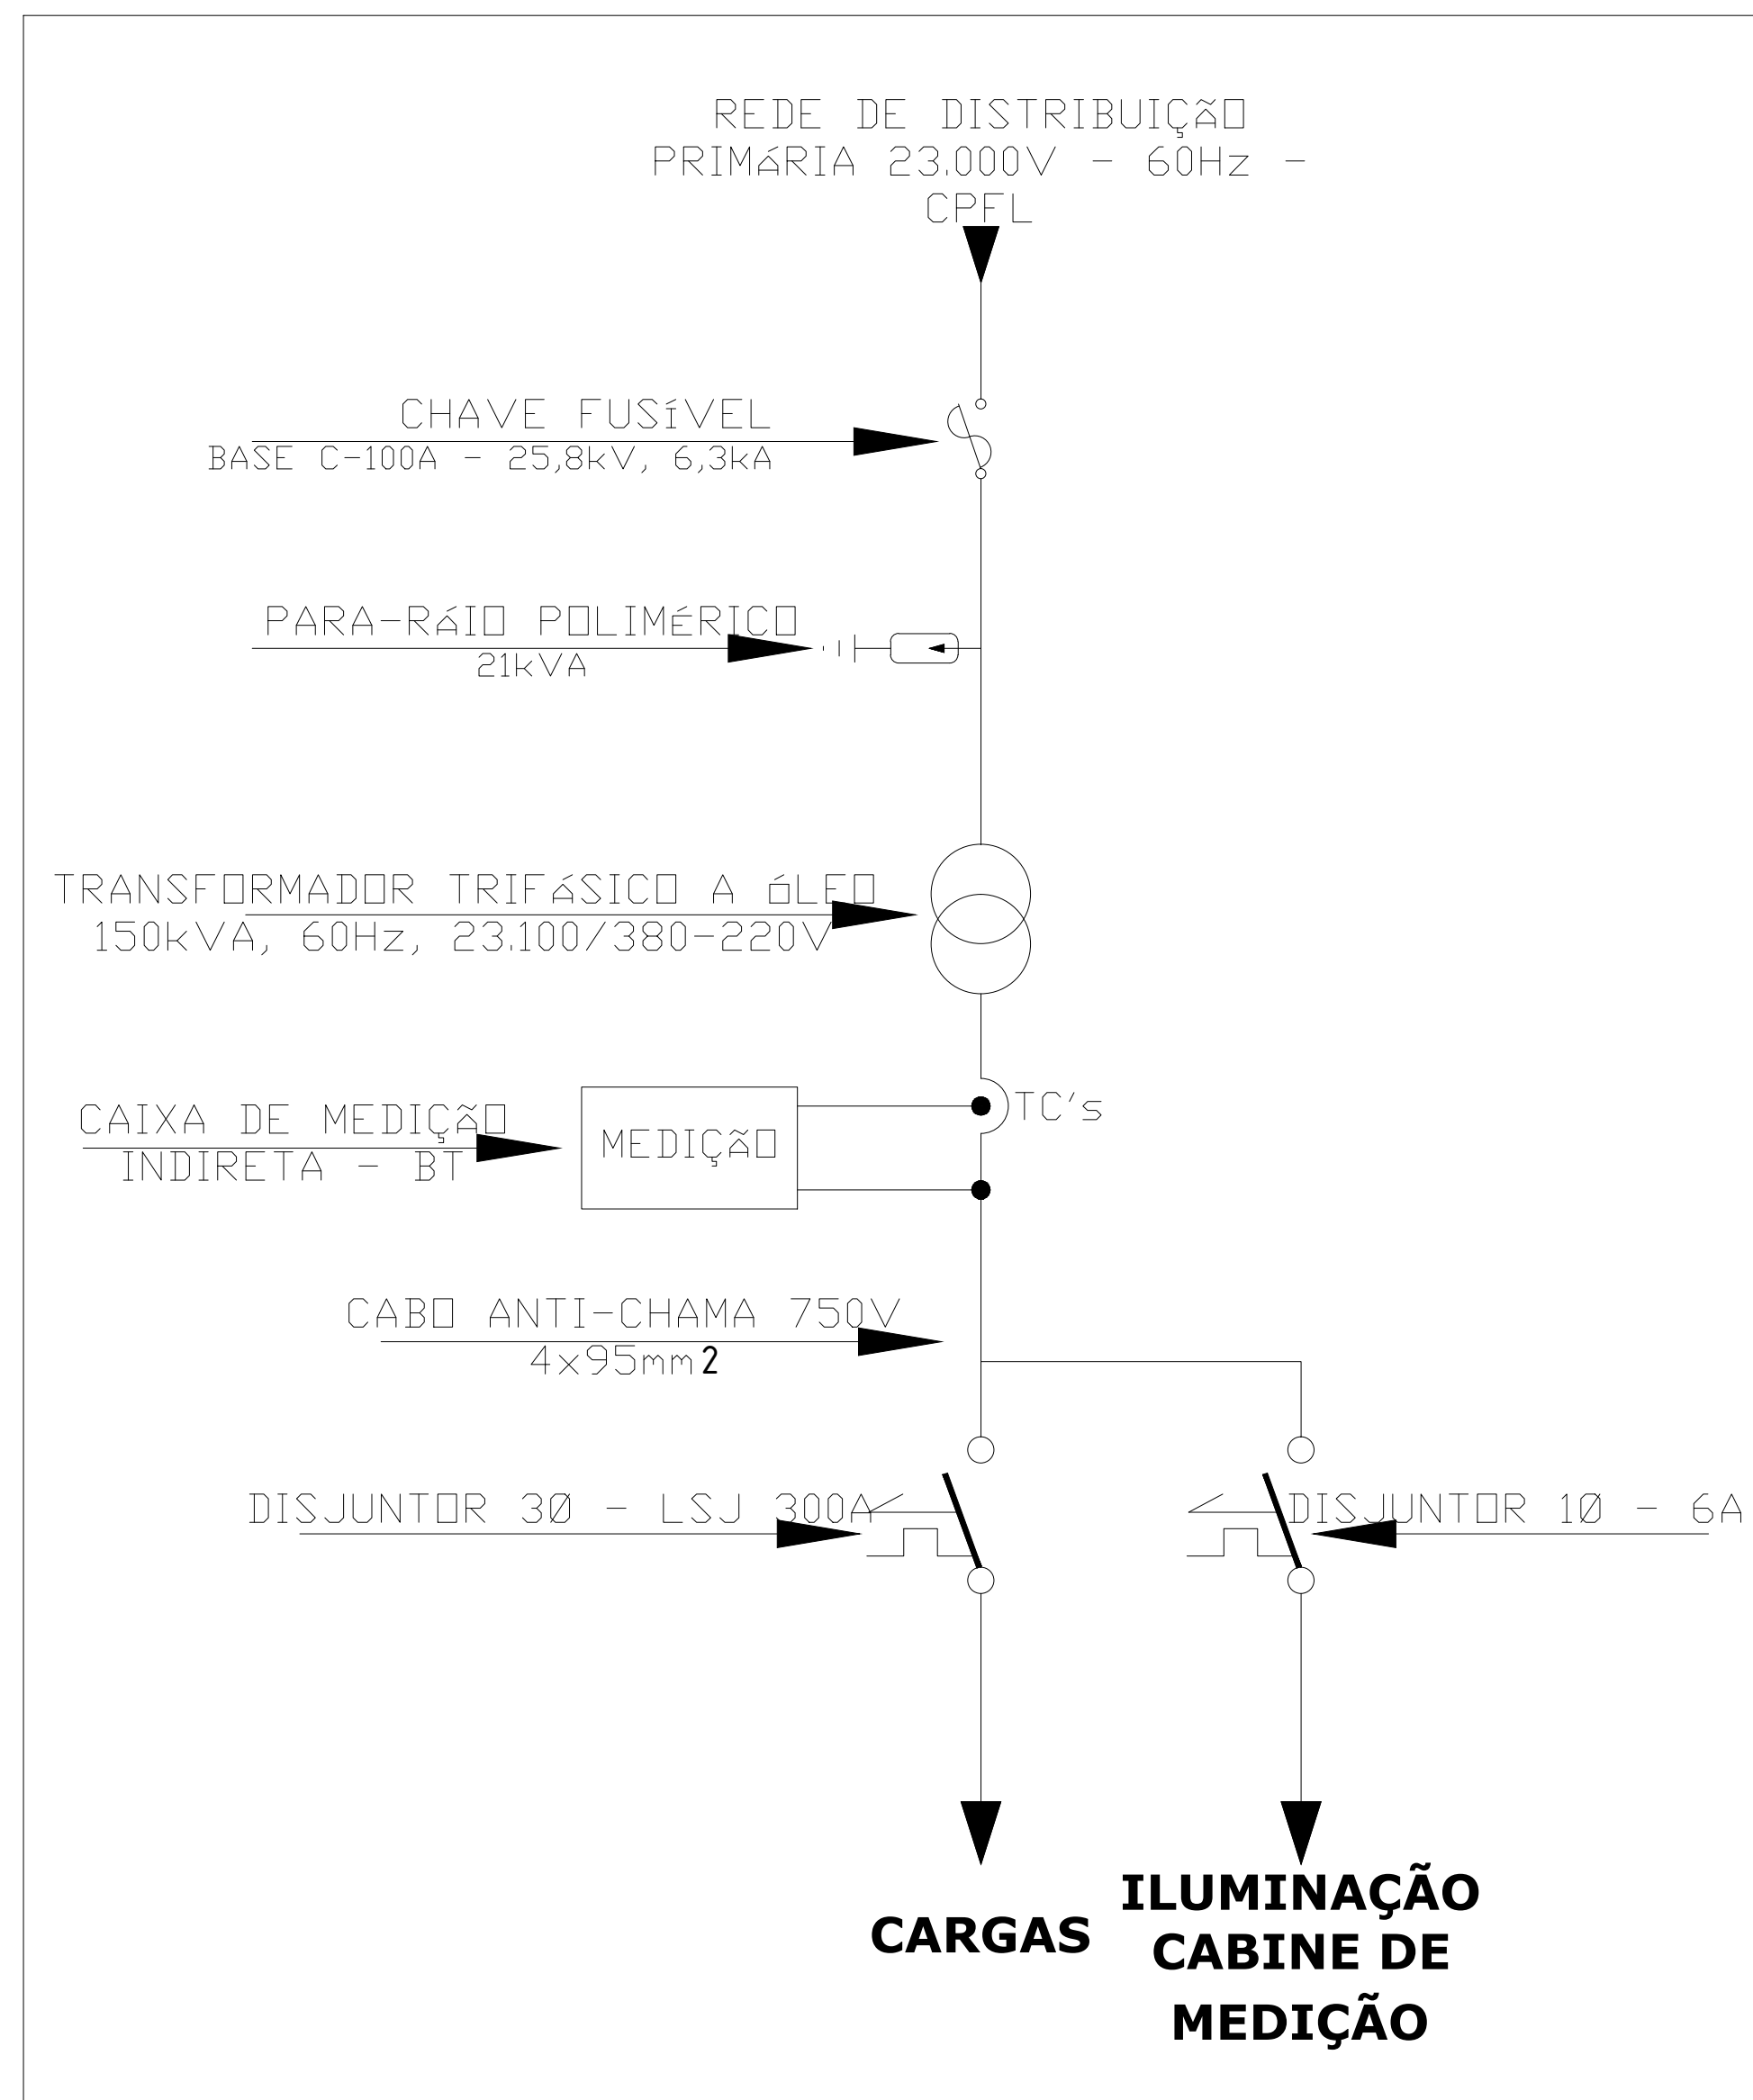 REDE DE DISTRIBUIÇÃO
PRIMÁRIA 23.000V - 60Hz -
CPFL
CHAVE FUSÍVEL
BASE C-100A - 25,8kV, 6,3kA
PARA-RÁIO POLIMÉRICO
21kVA
TRANSFORMADOR TRIFÁSICO A ÓLEO
150kVA, 60Hz, 23.100/380-220V
TC's
CAIXA DE MEDIÇÃO
INDIRETA - BT
MEDIÇÃO
CABO ANTI-CHAMA 750V
4x95mm2
DISJUNTOR 3Ø - LSJ 300A
DISJUNTOR 1Ø - 6A
CARGAS
ILUMINAÇÃO
CABINE DE
MEDIÇÃO